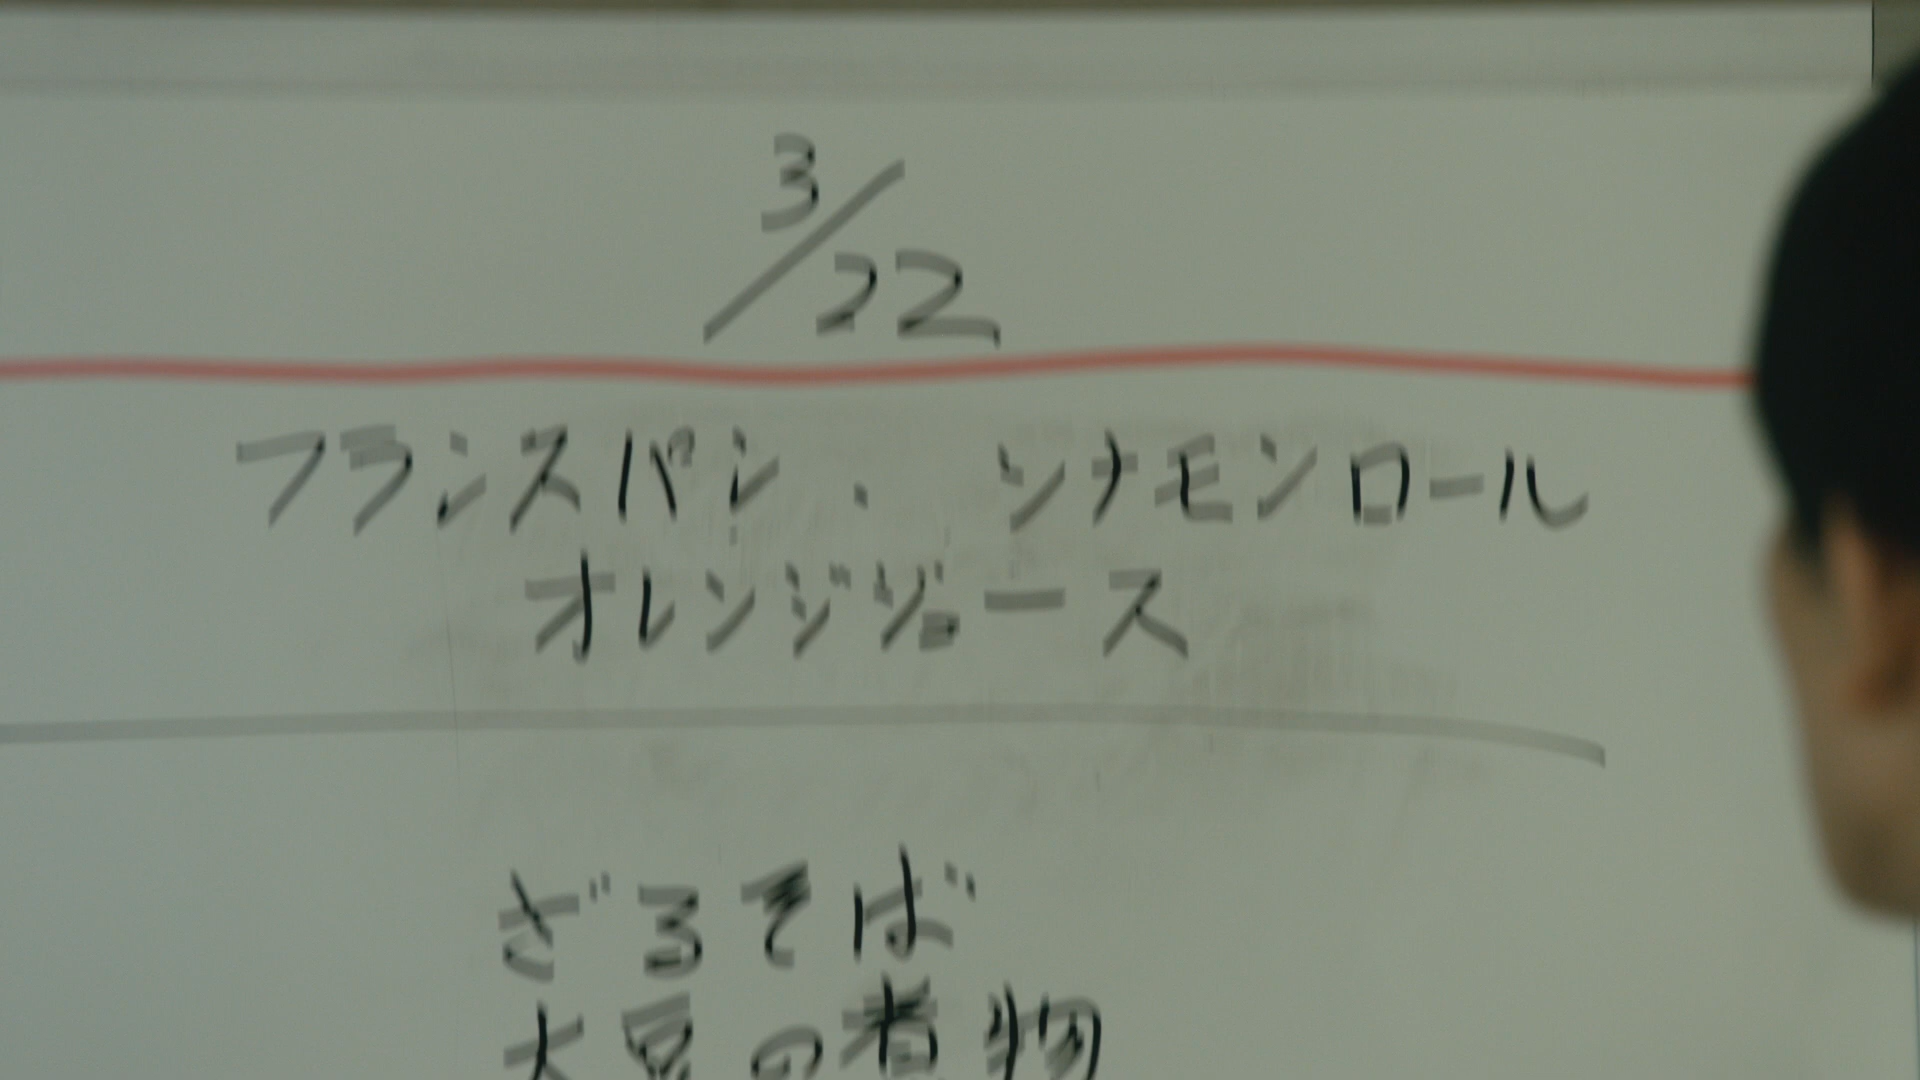 3/22
フランスパン、シナモンロール
オレンジジュース
ざるそば
大豆の煮物